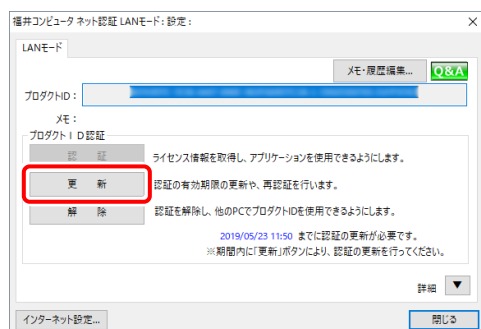 福井コンピュータ ネット認証 LANモード : 設定 :
LANモード
メモ・履歴編集...
Q&A
プロダクトID :
メモ :
プロダクトID認証
認 証
ライセンス情報を取得し、アプリケーションを使用できるようにします。
更 新
認証の有効期限の更新や、再認証を行います。
解 除
認証を解除し、他のPCでプロダクトIDを使用できるようにします。
2019/05/23 11:50 までに認証の更新が必要です。
※期間内に「更新」ボタンにより、認証の更新を行ってください。
詳細 ▼
インターネット設定...
閉じる